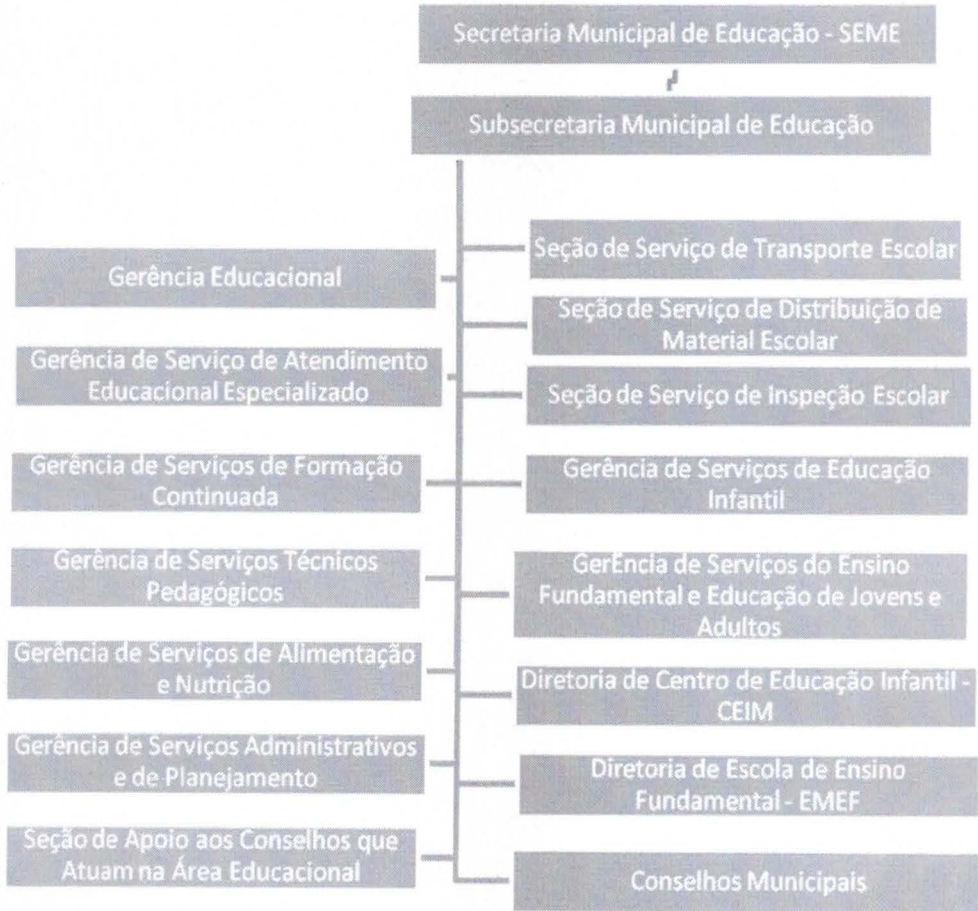 Secretaria Municipal de Educação - SEME
Subsecretaria Municipal de Educação
Gerência Educacional
Gerência de Serviço de Atendimento
Educacional Especializado
Gerência de Serviços de Formação
Continuada
Gerência de Serviços Técnicos
Pedagógicos
Gerência de Serviços de Alimentação
e Nutrição
Gerência de Serviços Administrativos
e de Planejamento
Seção de Apoio aos Conselhos que
Atuam na Área Educacional
Seção de Serviço de Transporte Escolar
Seção de Serviço de Distribuição de
Material Escolar
Seção de Serviço de Inspeção Escolar
Gerência de Serviços de Educação
Infantil
GerÊncia de Serviços do Ensino
Fundamental e Educação de Jovens e
Adultos
Diretoria de Centro de Educação Infantil -
CEIM
Diretoria de Escola de Ensino
Fundamental - EMEF
Conselhos Municipais